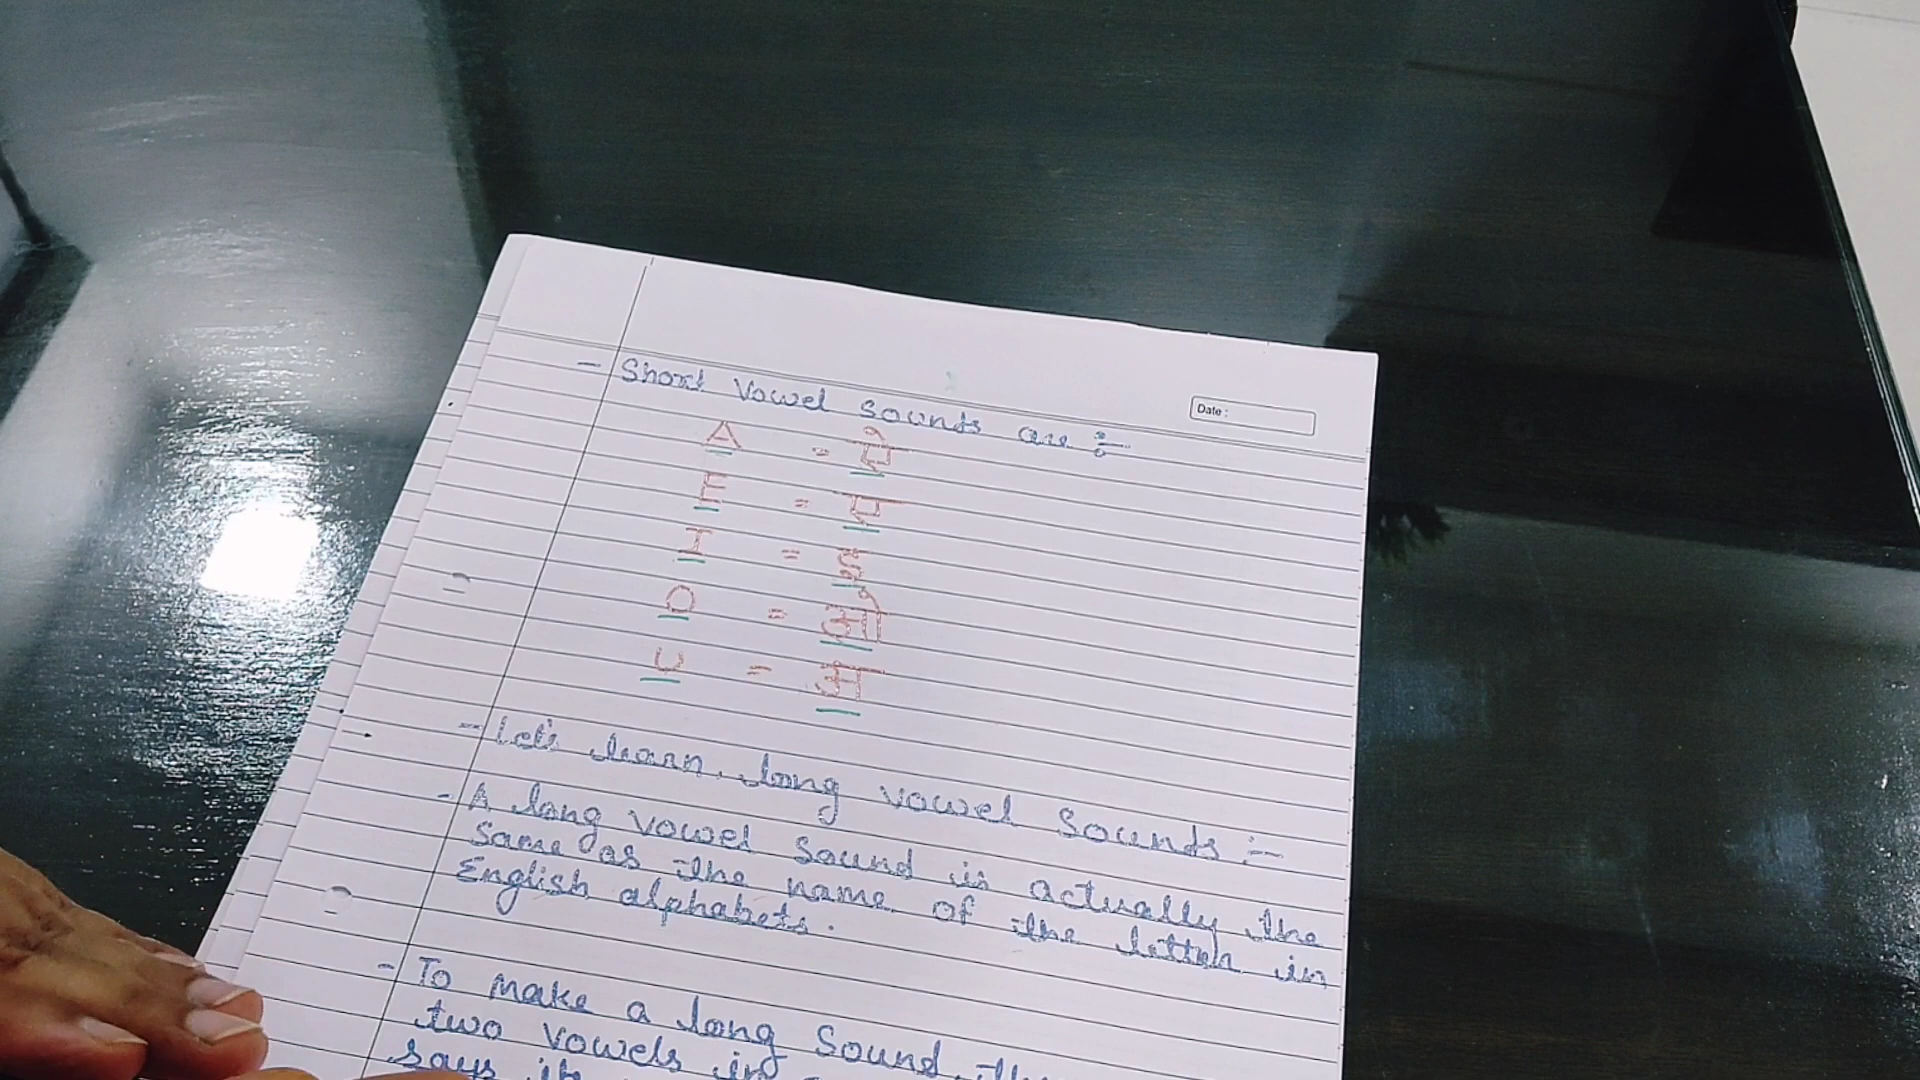 Date :
- Short Vowel Sounds are :-
A = ऐ
E = ए
I = इ
O = ऑ
U = अ
- Let's learn long vowel sounds :-
- A long vowel sound is actually the
same as the name of the letter in
English alphabets.
- To make a long sound
two vowels in
says